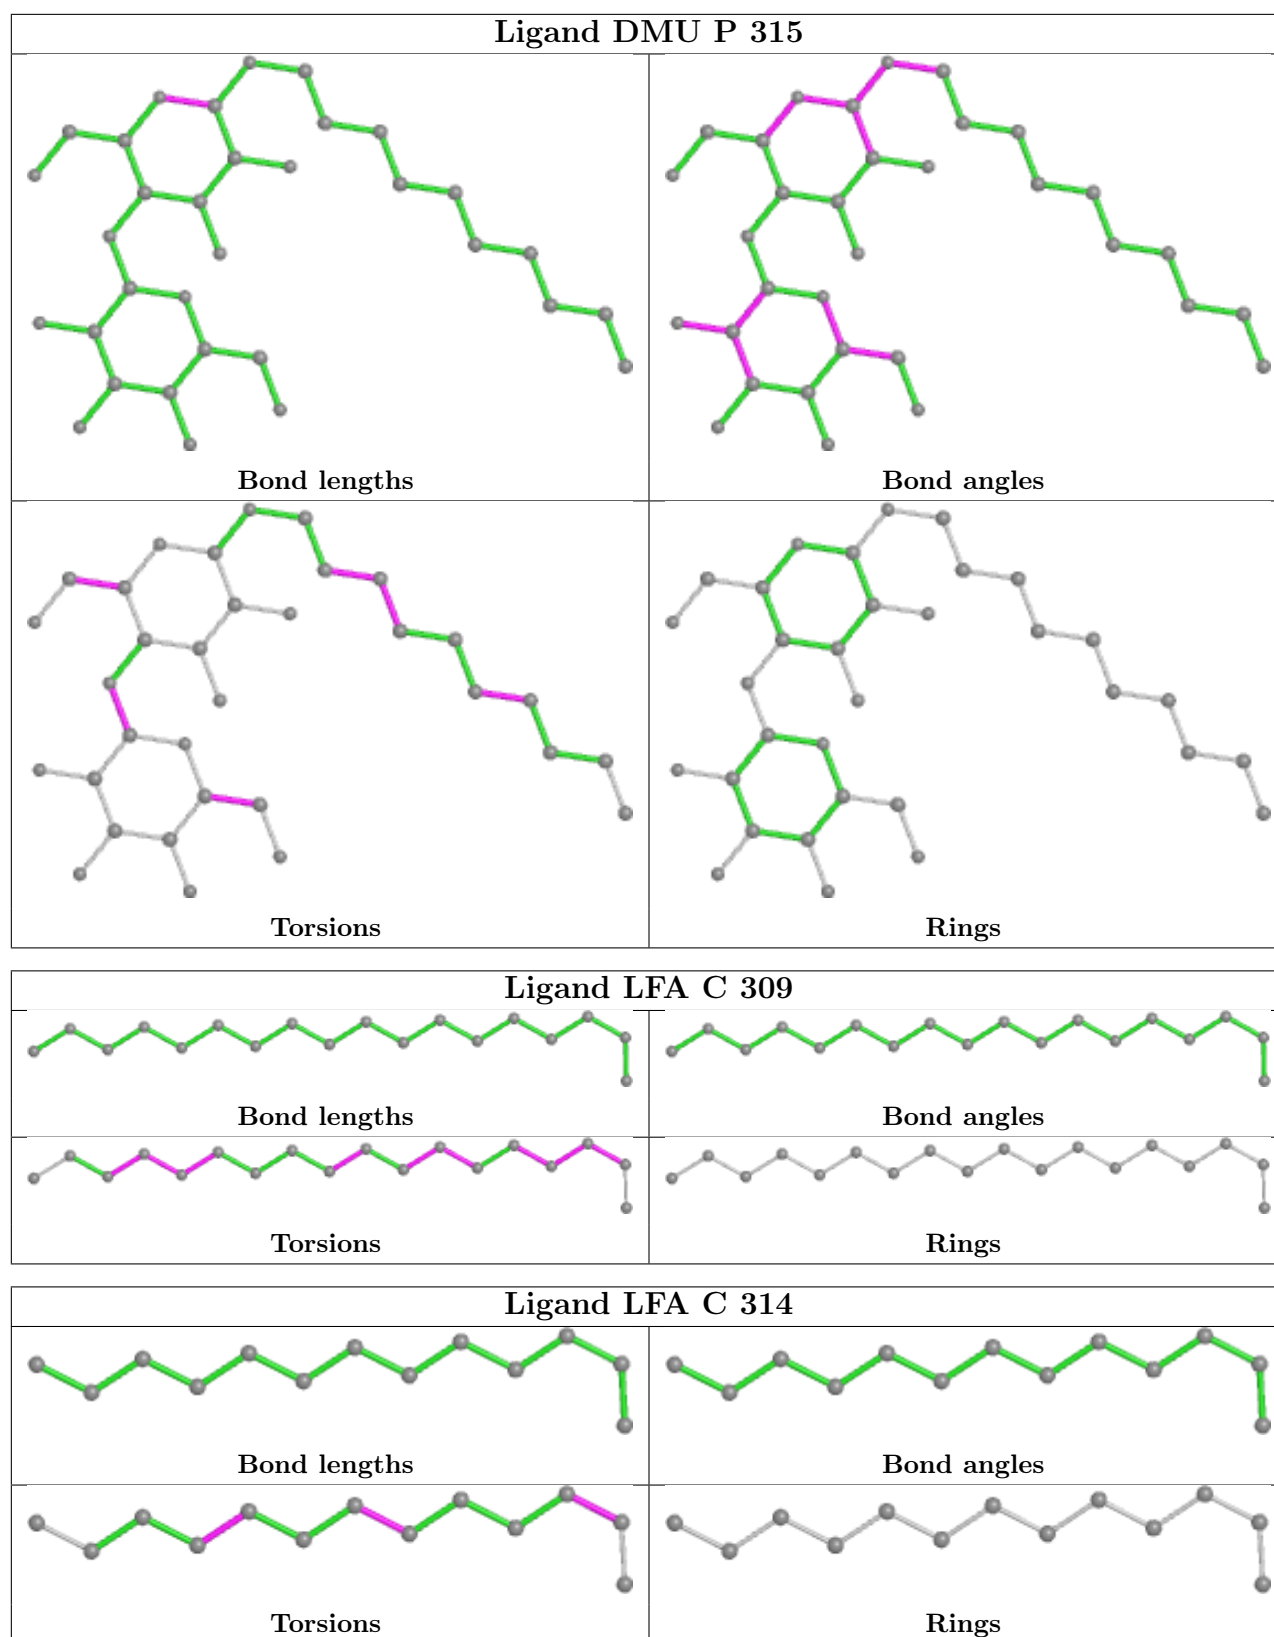 Ligand DMU P 315
Bond lengths
Bond angles
Torsions
Rings
Ligand LFA C 309
Bond lengths
Bond angles
Torsions
Rings
Ligand LFA C 314
Bond lengths
Bond angles
Torsions
Rings